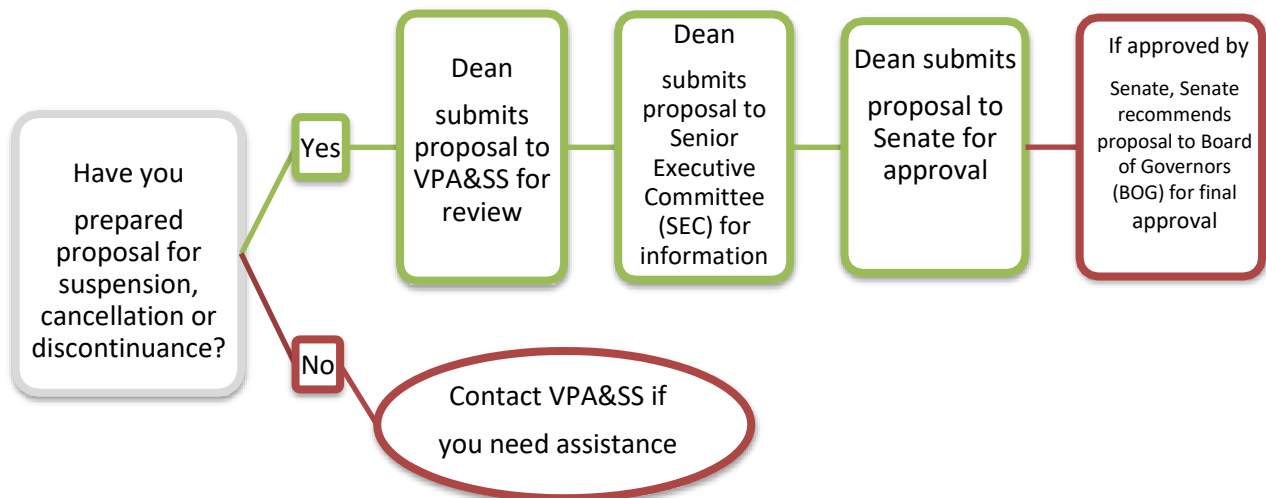 Have you
prepared
proposal for
suspension,
cancellation or
discontinuance?
Yes
Dean
submits
proposal to
VPA&SS for
review
Dean
submits
proposal to
Senior
Executive
Committee
(SEC) for
information
Dean submits
proposal to
Senate for
approval
If approved by
Senate, Senate
recommends
proposal to Board
of Governors
(BOG) for final
approval
No
Contact VPA&SS if
you need assistance